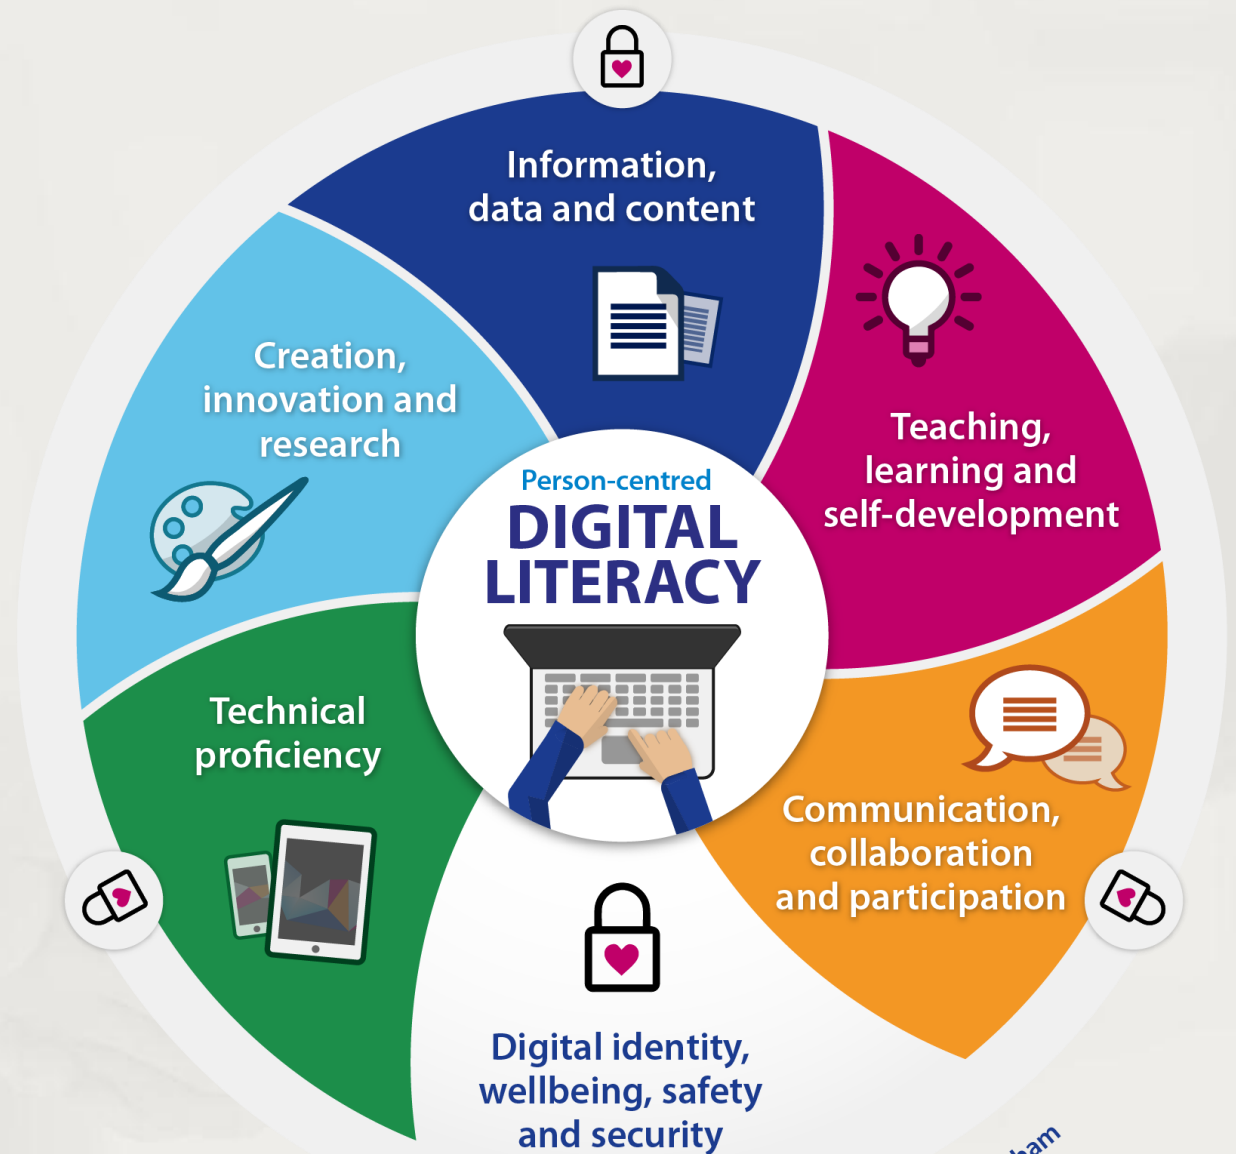 Information,
data and content
Teaching,
learning and
self-development
Communication,
collaboration
and participation
Digital identity,
wellbeing, safety
and security
Technical
proficiency
Creation,
innovation and
research
Person-centred
DIGITAL
LITERACY